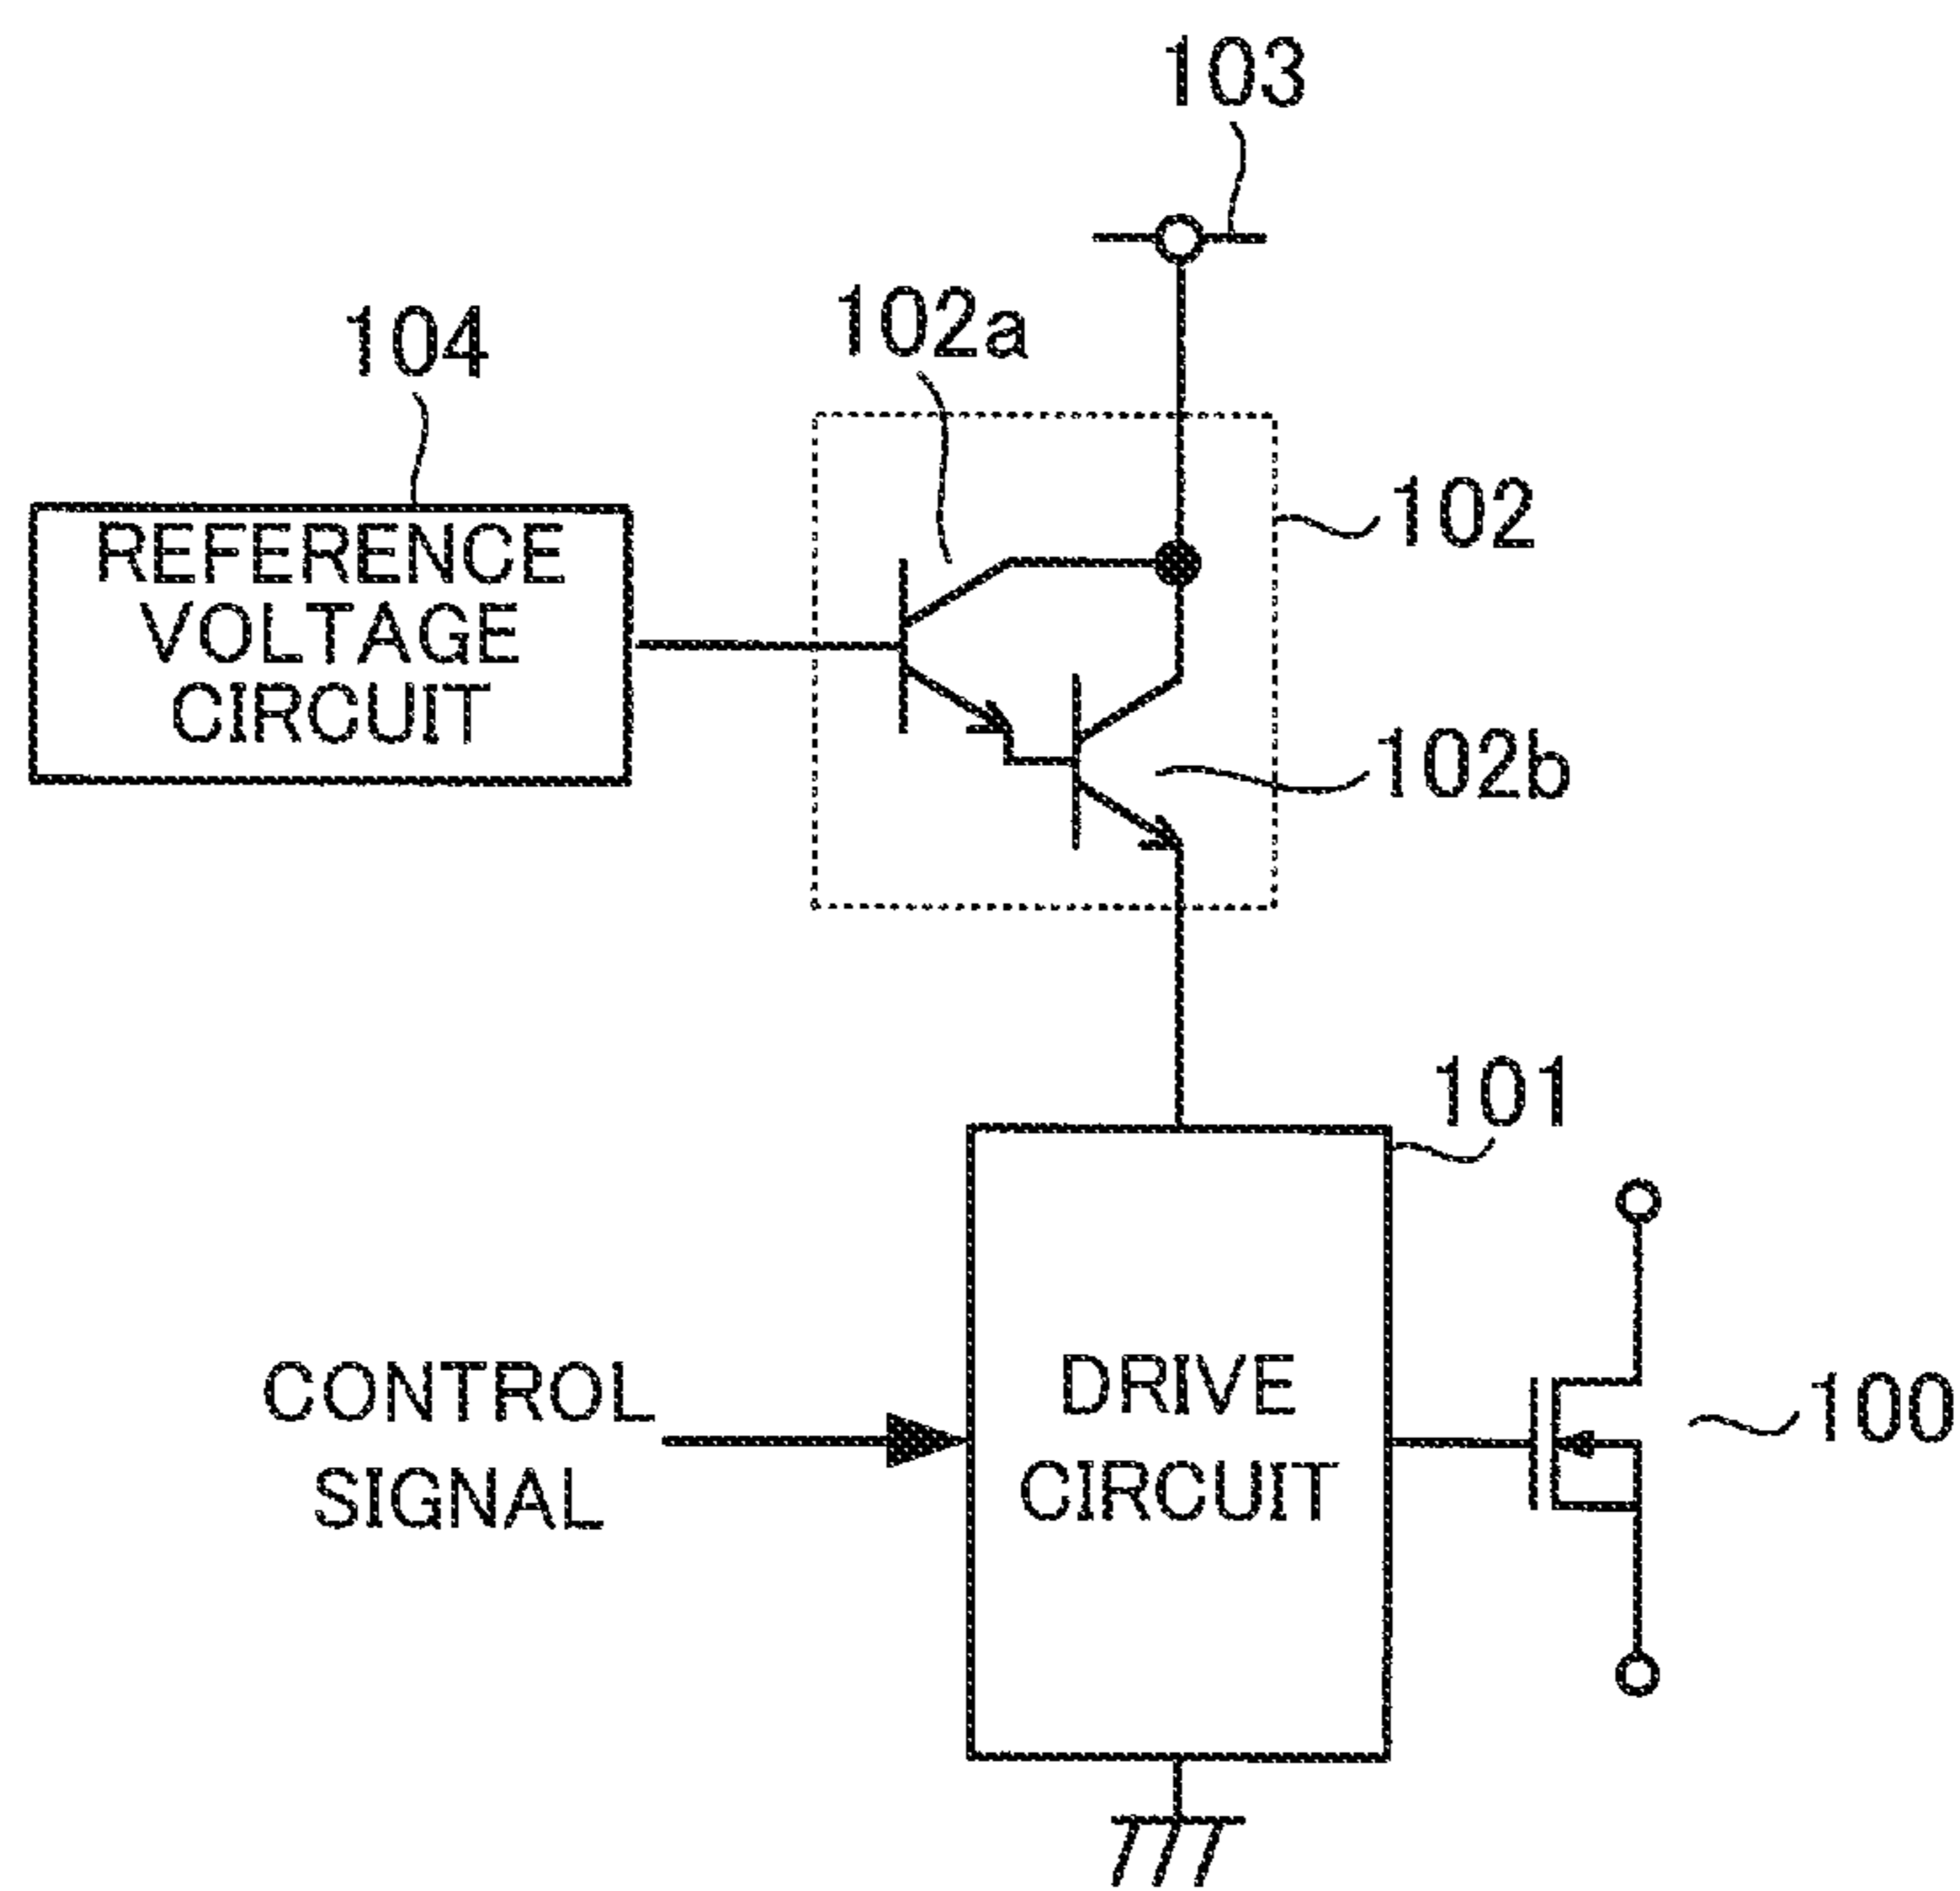 103
102a
104
102
REFERENCE
VOLTAGE
CIRCUIT
102b
101
CONTROL
SIGNAL
DRIVE
CIRCUIT
100